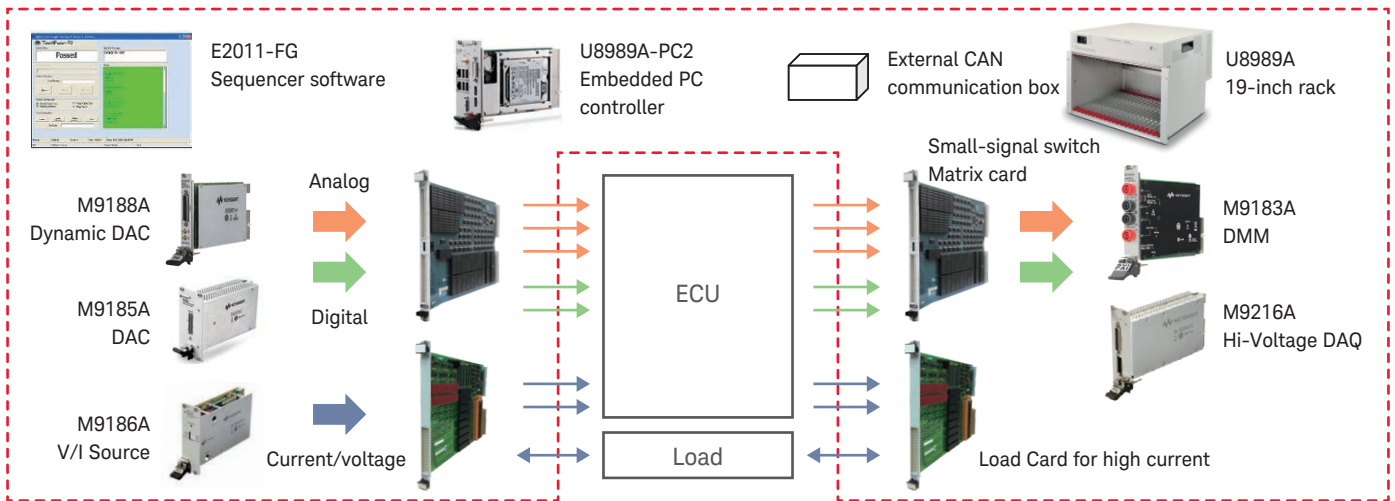 E2011-FG
Sequencer software
U8989A-PC2
Embedded PC
controller
External CAN
communication box
U8989A
19-inch rack
Passed
M9188A
Dynamic DAC
Analog
Small-signal switch
Matrix card
M9183A
DMM
M9185A
DAC
Digital
ECU
M9216A
Hi-Voltage DAQ
M9186A
V/I Source
Current/voltage
Load
Load Card for high current